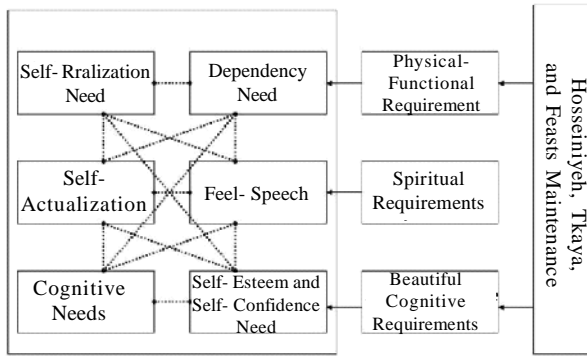 Self- Rralization
Need
Dependency
Need
Physical-
Functional
Requirement
Self-
Actualization
Feel- Speech
Spiritual
Requirements
Cognitive
Needs
Self- Esteem and
Self- Confidence
Need
Beautiful
Cognitive
Requirements
Hosseiniyeh, Tkaya,
and Feasts Maintenance